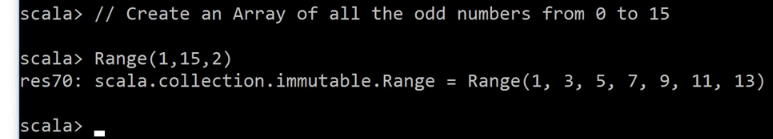 scala> // Create an Array of all the odd numbers from 0 to 15
scala> Range(1,15,2)
res70: scala.collection.immutable.Range = Range(1, 3, 5, 7, 9, 11, 13)
scala>